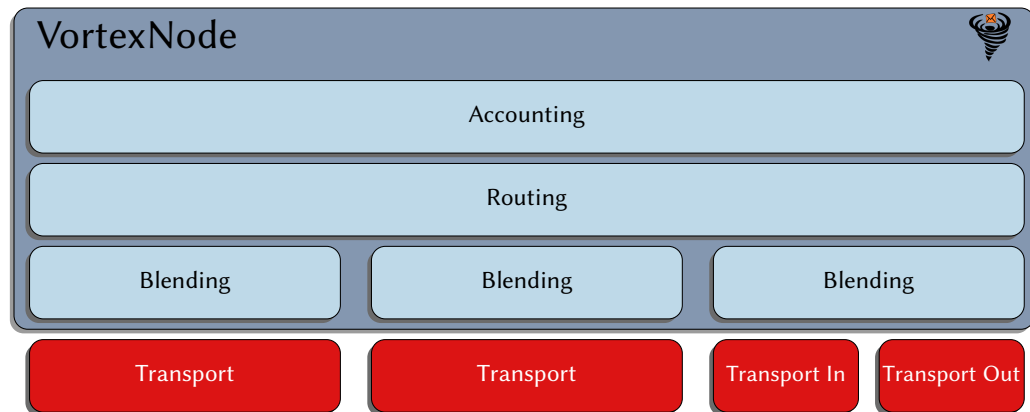 VortexNode
Accounting
Routing
Blending Blending Blending
Transport Transport Transport In Transport Out